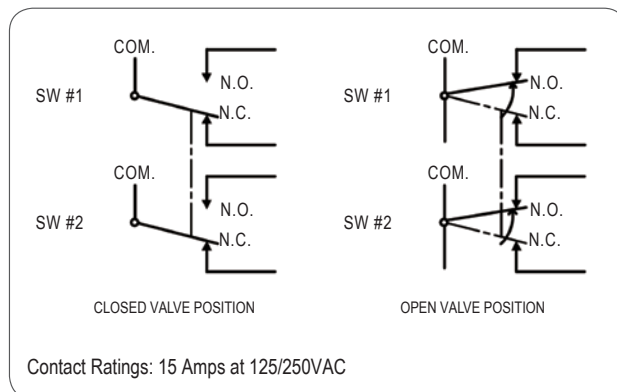 COM.
N.O.
SW #1
N.C.
COM.
N.O.
SW #2
N.C.
CLOSED VALVE POSITION
COM.
N.O.
SW #1
N.C.
COM.
N.O.
SW #2
N.C.
OPEN VALVE POSITION
Contact Ratings: 15 Amps at 125/250VAC